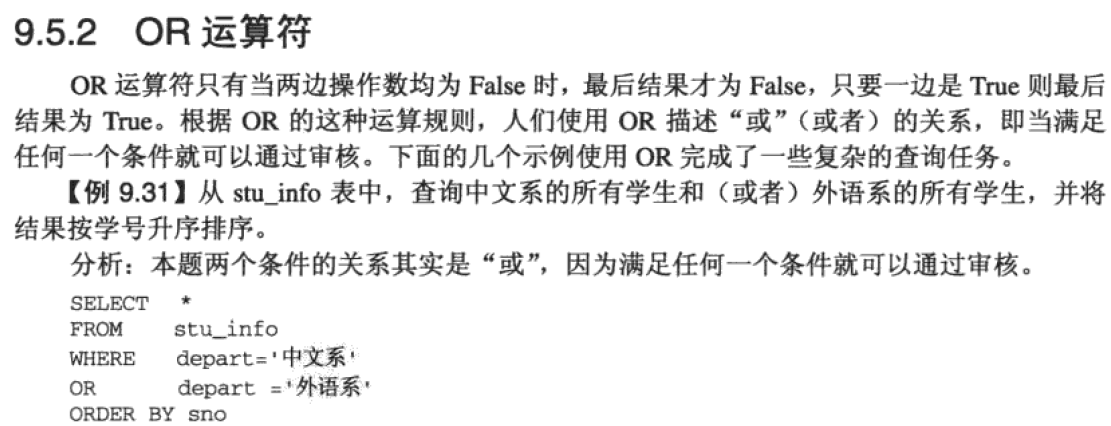 9.5.2 OR 运算符
OR 运算符只有当两边操作数均为 False 时，最后结果才为 False，只要一边是 True 则最后
结果为 True。根据 OR 的这种运算规则，人们使用 OR 描述“或”（或者）的关系，即当满足
任何一个条件就可以通过审核。下面的几个示例使用 OR 完成了一些复杂的查询任务。
【例 9.31】从 stu_info 表中，查询中文系的所有学生和（或者）外语系的所有学生，并将
结果按学号升序排序。
分析：本题两个条件的关系其实是“或”，因为满足任何一个条件就可以通过审核。
SELECT *
FROM stu_info
WHERE depart='中文系'
OR depart ='外语系'
ORDER BY sno